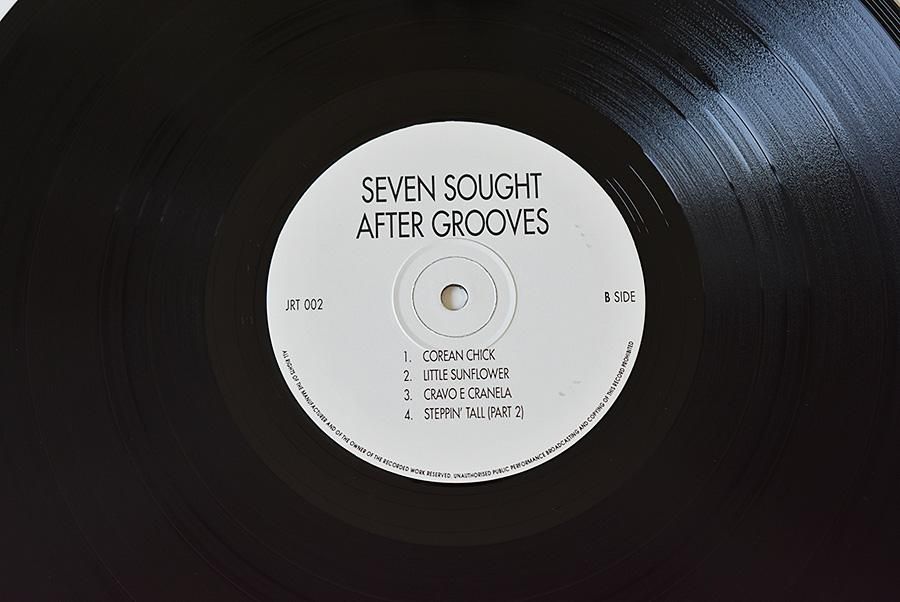 SEVEN SOUGHT
AFTER GROOVES
JRT 002
B SIDE
1. COREAN CHICK
2. LITTLE SUNFLOWER
3. CRAVO E CRANELA
4. STEPPIN' TALL (PART 2)
ALL RIGHTS OF THE MANUFACTURER AND OF THE OWNER OF THE RECORDED WORK RESERVED. UNAUTHORISED PUBLIC PERFORMANCE BROADCASTING AND COPYING OF THIS RECORD PROHIBITED